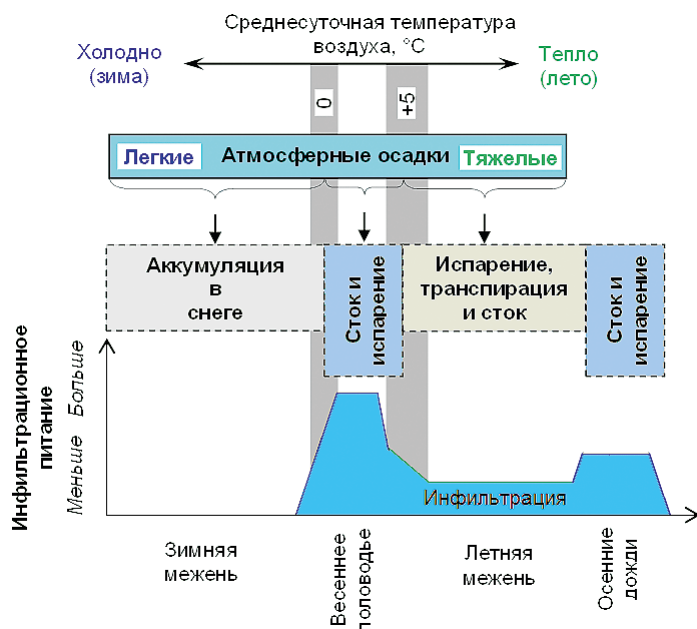 Среднесуточная температура
воздуха, °С
Холодно
(зима)
Тепло
(лето)
0
+5
Легкие
Атмосферные осадки
Тяжелые
Аккумуляция
в
снеге
Сток и
испарение
Испарение,
транспирация
и сток
Сток и
испарение
Инфильтрационное
питание
Меньше Больше
Инфильтрация
Зимняя
межень
Весеннее
половодье
Летняя
межень
Осенние
дожди